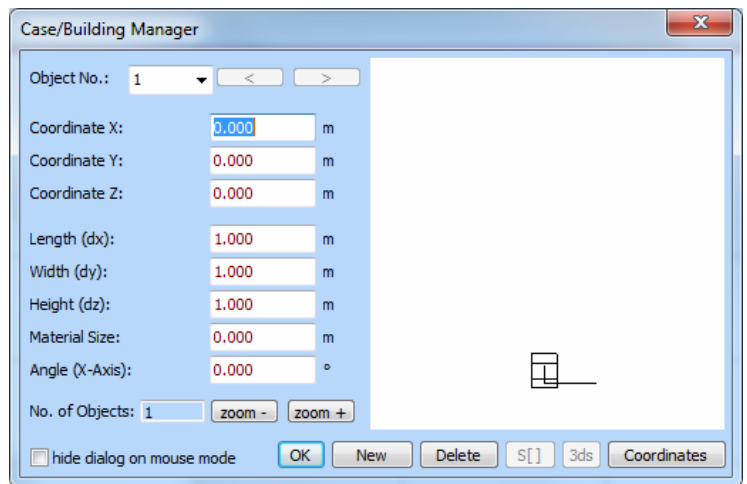 Case/Building Manager
x
Object No.: 1 < >
Coordinate X: 0.000 m
Coordinate Y: 0.000 m
Coordinate Z: 0.000 m
Length (dx): 1.000 m
Width (dy): 1.000 m
Height (dz): 1.000 m
Material Size: 0.000 m
Angle (X-Axis): 0.000 °
No. of Objects: 1 zoom - zoom +
hide dialog on mouse mode OK New Delete S[] 3ds Coordinates